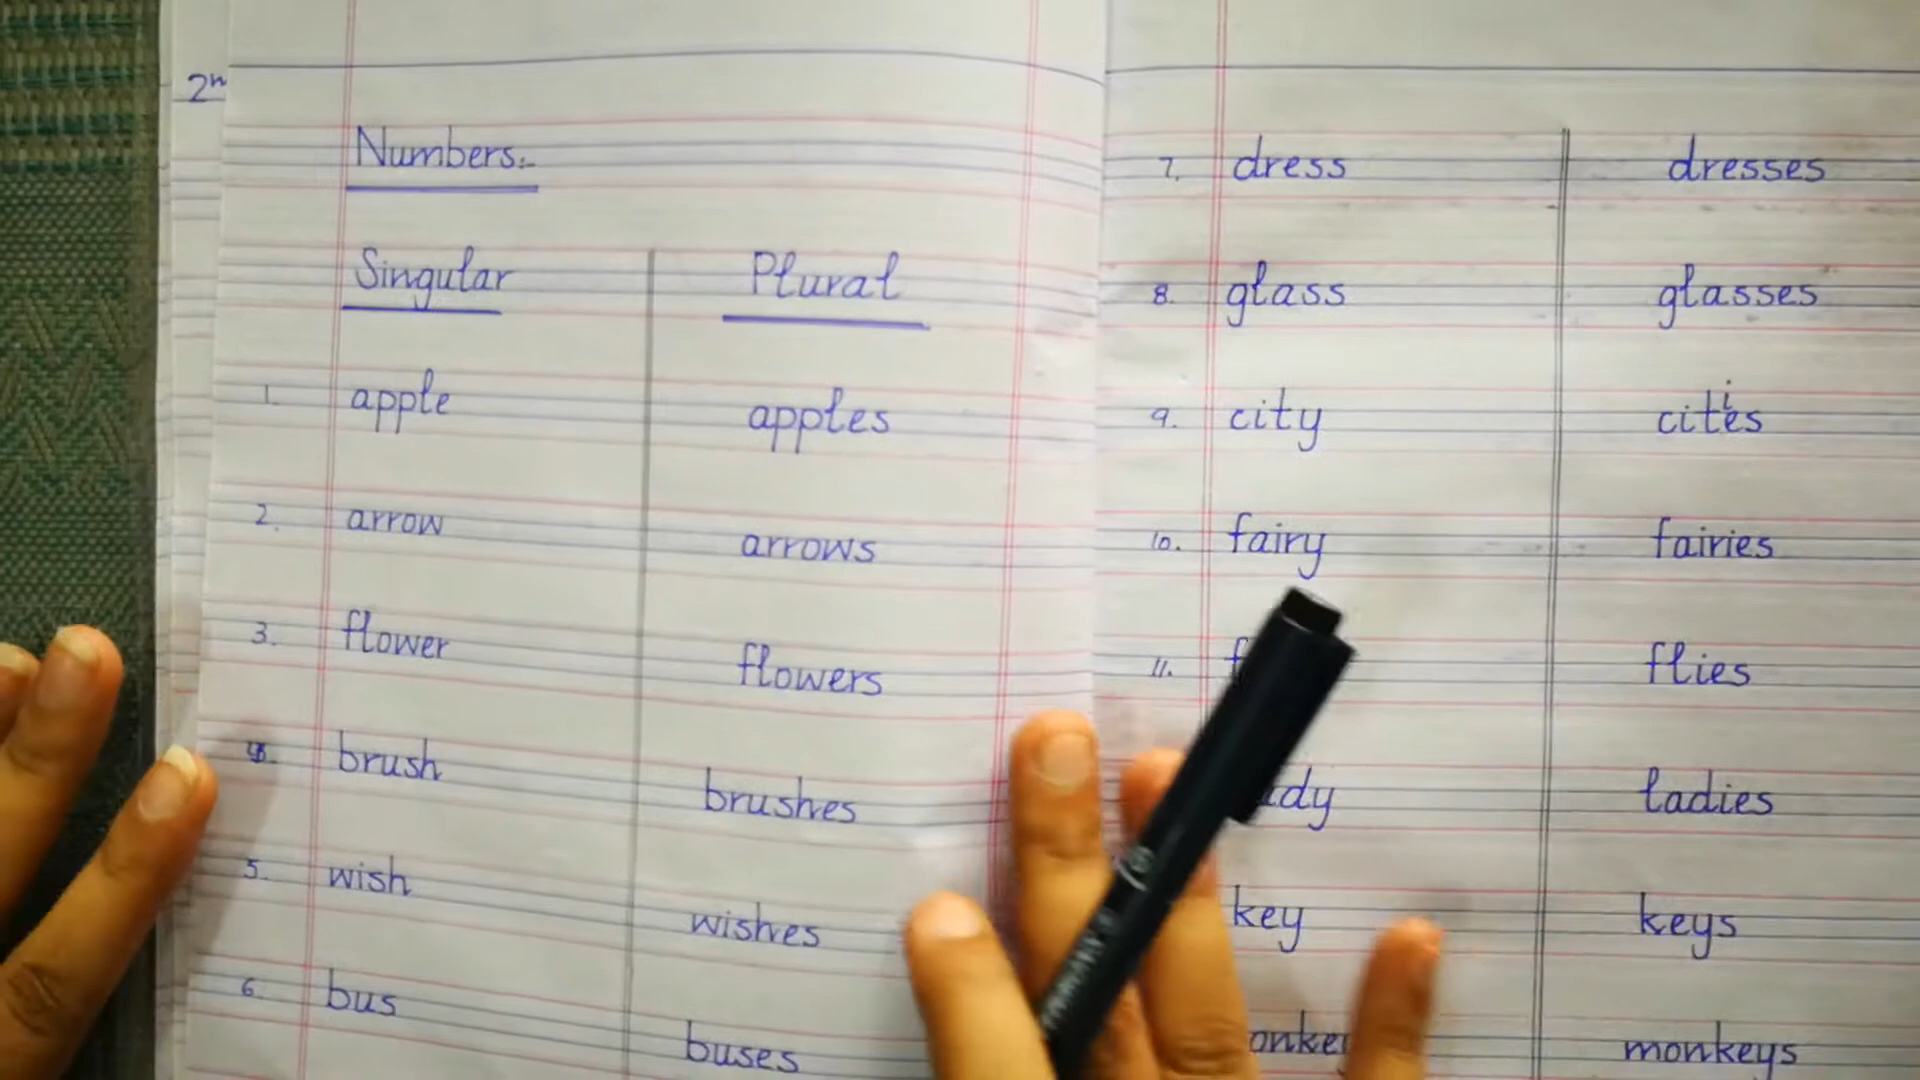 2n
Numbers:-
Singular Plural
1. apple apples
2. arrow arrows
3. flower flowers
4. brush brushes
5. wish wishes
6. bus buses
7. dress dresses
8. glass glasses
9. city cities
10. fairy fairies
11. flies
ladies
key keys
monkeys